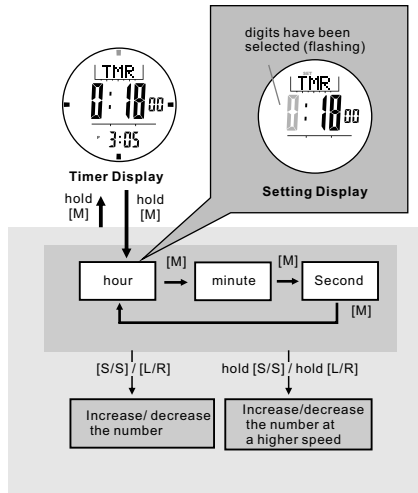 digits have been
selected (flashing)
TMR
0: 18 00
P 3:05
SET
TMR
0: 18 00
Timer Display
Setting Display
hold
[M]
hold
[M]
hour
[M]
minute
[M]
Second
[M]
[S/S] / [L/R]
hold [S/S] / hold [L/R]
Increase/ decrease
the number
Increase/decrease
the number at
a higher speed